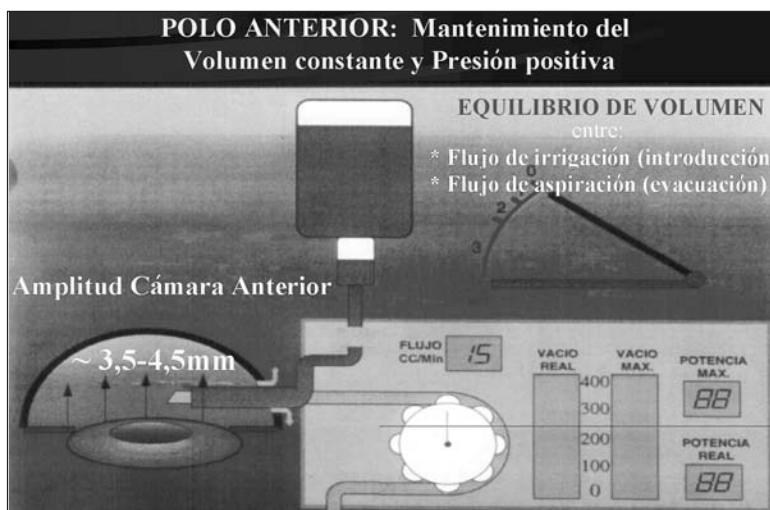 POLO ANTERIOR: Mantenimiento del
Volumen constante y Presión positiva
EQUILIBRIO DE VOLUMEN
entre:
* Flujo de irrigación (introducción
* Flujo de aspiración (evacuación)
0
2
3
Amplitud Cámara Anterior
~ 3,5-4,5mm
FLUJO
CC/Min
15
VACIO
REAL
VACIO
MAX.
400
300
200
100
0
POTENCIA
MAX.
88
POTENCIA
REAL
88